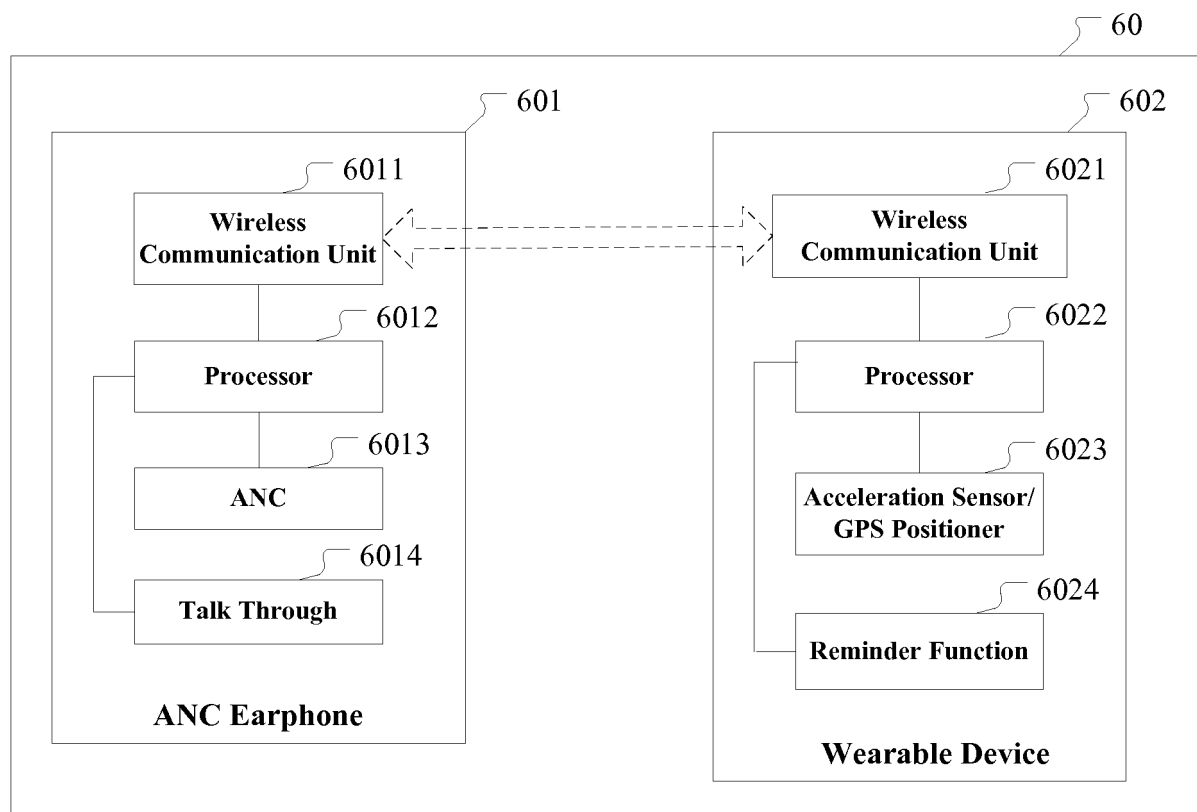 60
601
602
6011
Wireless
Communication Unit
6021
Wireless
Communication Unit
6012
Processor
6022
Processor
6013
ANC
6023
Acceleration Sensor/
GPS Positioner
6014
Talk Through
6024
Reminder Function
ANC Earphone
Wearable Device